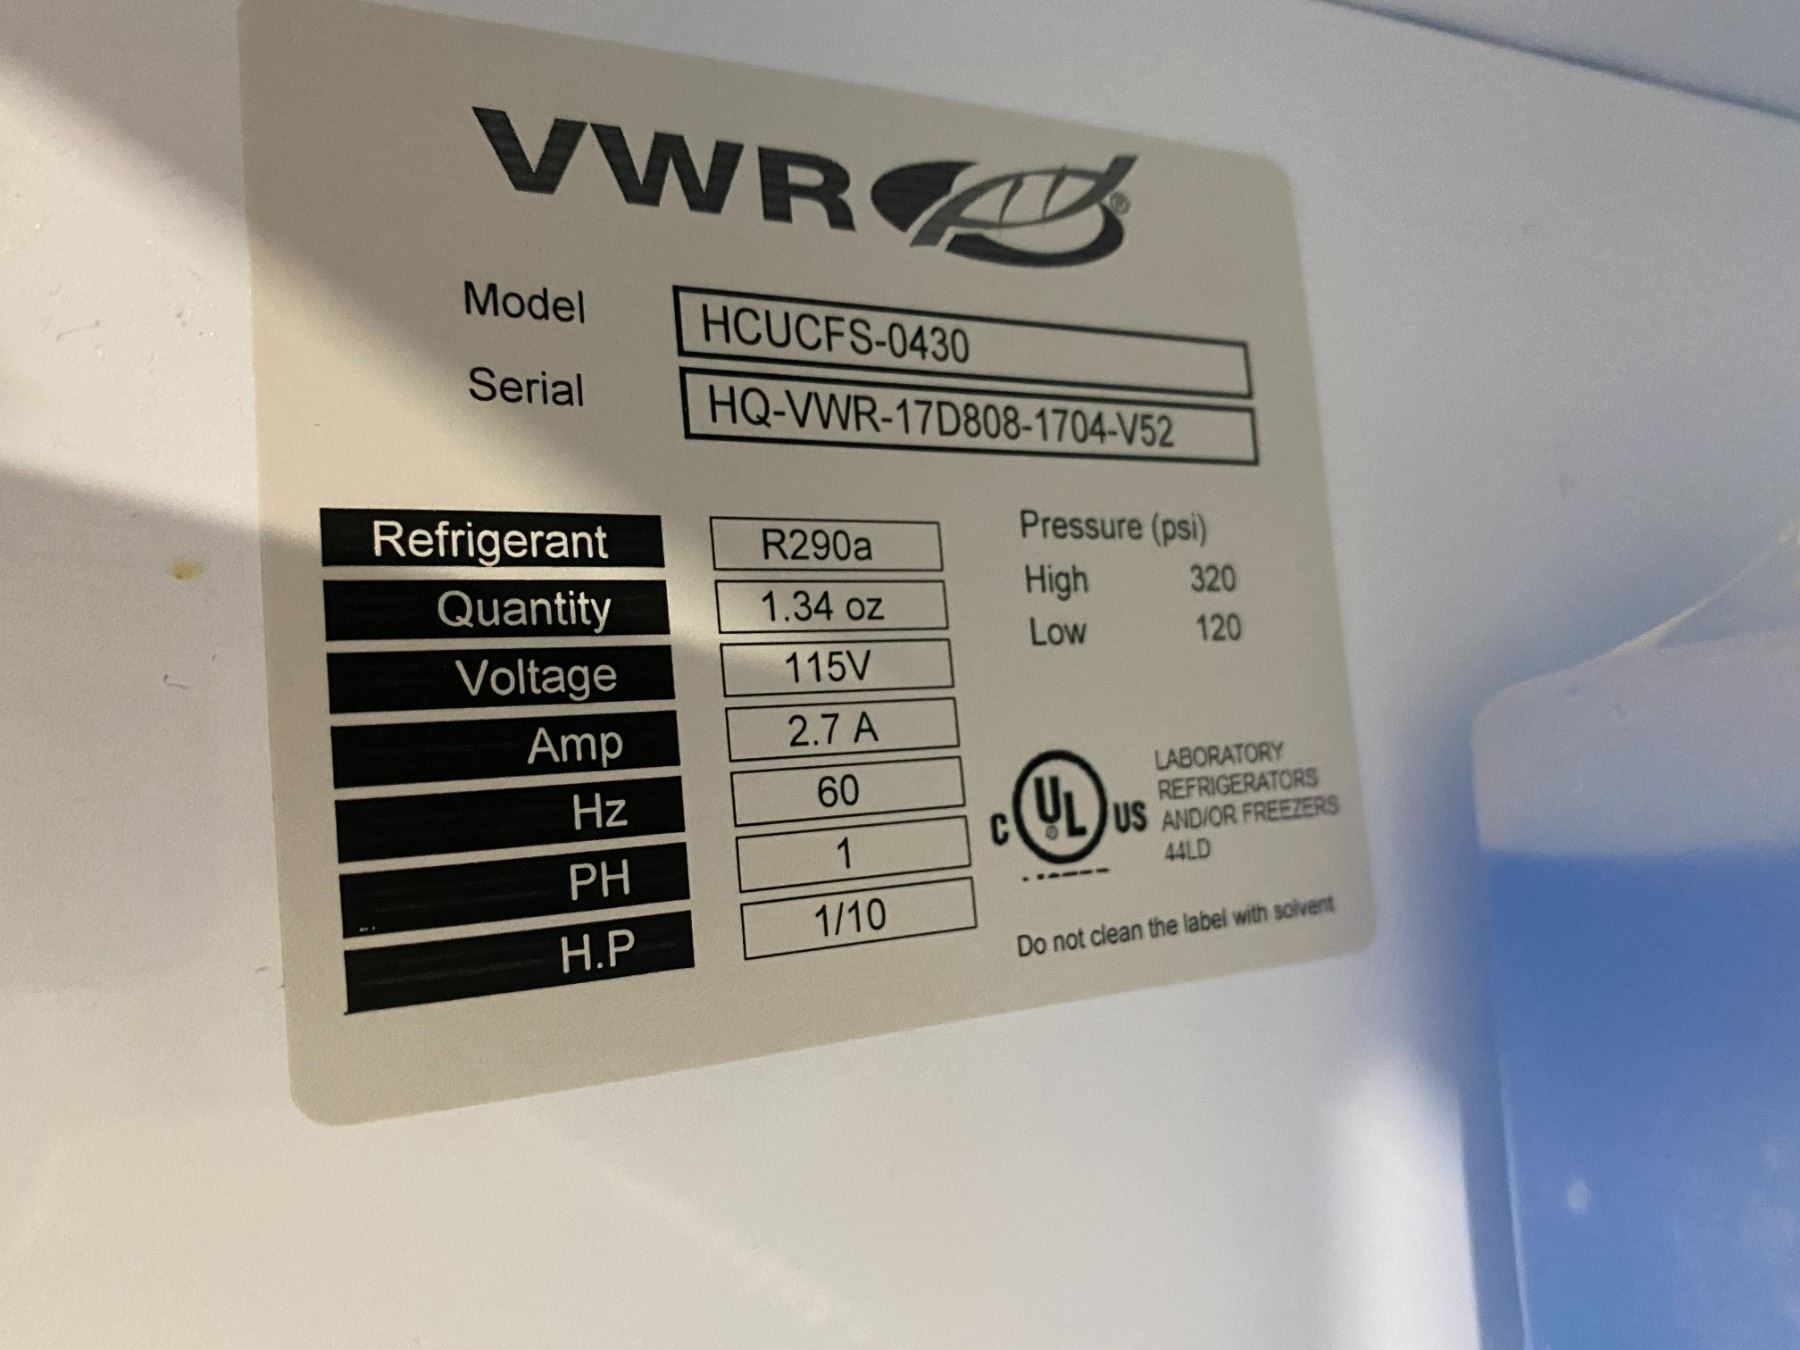 VWR®
Model HCUCFS-0430
Serial HQ-VWR-17D808-1704-V52
Refrigerant R290a
Quantity 1.34 oz
Voltage 115V
Amp 2.7 A
Hz 60
PH 1
H.P 1/10
Pressure (psi)
High 320
Low 120
C UL® US
LABORATORY
REFRIGERATORS
AND/OR FREEZERS
44LD
Do not clean the label with solvent